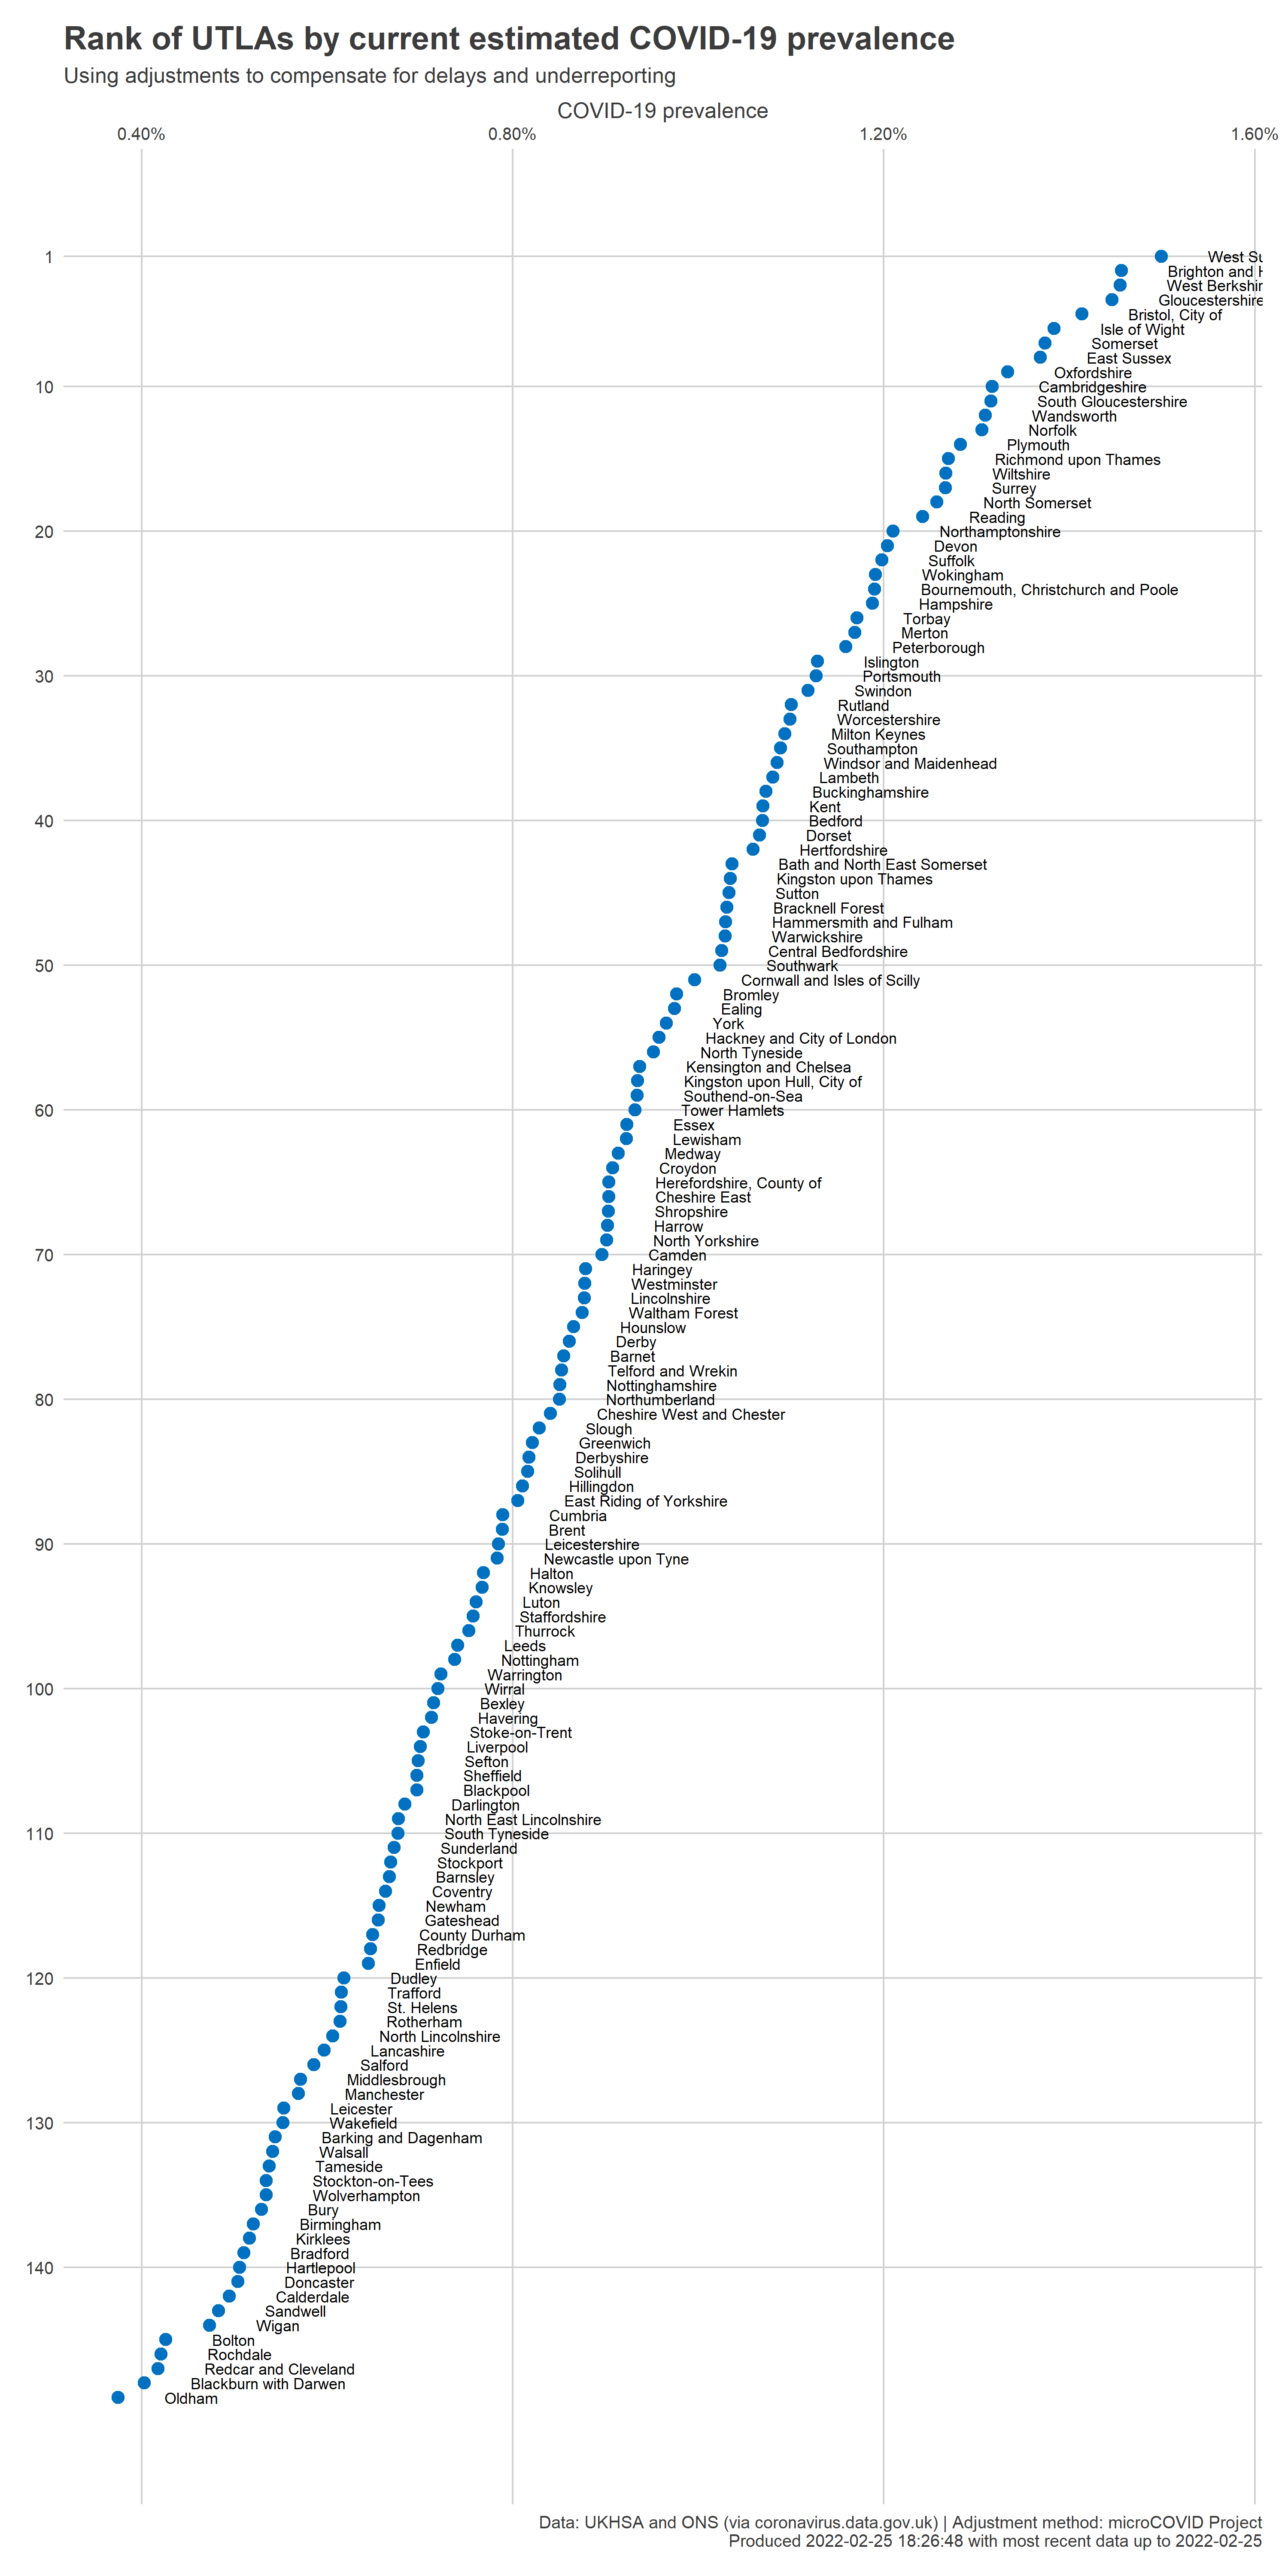 Rank of UTLAs by current estimated COVID-19 prevalence
Using adjustments to compensate for delays and underreporting
COVID-19 prevalence
0.40% 0.80% 1.20% 1.60%
1 West Su
Brighton and H
West Berkshir
Gloucestershire
Bristol, City of
Isle of Wight
Somerset
East Sussex
Oxfordshire
10 Cambridgeshire
South Gloucestershire
Wandsworth
Norfolk
Plymouth
Richmond upon Thames
Wiltshire
Surrey
North Somerset
Reading
20 Northamptonshire
Devon
Suffolk
Wokingham
Bournemouth, Christchurch and Poole
Hampshire
Torbay
Merton
Peterborough
Islington
30 Portsmouth
Swindon
Rutland
Worcestershire
Milton Keynes
Southampton
Windsor and Maidenhead
Lambeth
Buckinghamshire
Kent
40 Bedford
Dorset
Hertfordshire
Bath and North East Somerset
Kingston upon Thames
Sutton
Bracknell Forest
Hammersmith and Fulham
Warwickshire
Central Bedfordshire
50 Southwark
Cornwall and Isles of Scilly
Bromley
Ealing
York
Hackney and City of London
North Tyneside
Kensington and Chelsea
Kingston upon Hull, City of
Southend-on-Sea
60 Tower Hamlets
Essex
Lewisham
Medway
Croydon
Herefordshire, County of
Cheshire East
Shropshire
Harrow
North Yorkshire
70 Camden
Haringey
Westminster
Lincolnshire
Waltham Forest
Hounslow
Derby
Barnet
Telford and Wrekin
Nottinghamshire
80 Northumberland
Cheshire West and Chester
Slough
Greenwich
Derbyshire
Solihull
Hillingdon
East Riding of Yorkshire
Cumbria
Brent
90 Leicestershire
Newcastle upon Tyne
Halton
Knowsley
Luton
Staffordshire
Thurrock
Leeds
Nottingham
Warrington
100 Wirral
Bexley
Havering
Stoke-on-Trent
Liverpool
Sefton
Sheffield
Blackpool
Darlington
North East Lincolnshire
110 South Tyneside
Sunderland
Stockport
Barnsley
Coventry
Newham
Gateshead
County Durham
Redbridge
Enfield
120 Dudley
Trafford
St. Helens
Rotherham
North Lincolnshire
Lancashire
Salford
Middlesbrough
Manchester
Leicester
130 Wakefield
Barking and Dagenham
Walsall
Tameside
Stockton-on-Tees
Wolverhampton
Bury
Birmingham
Kirklees
Bradford
140 Hartlepool
Doncaster
Calderdale
Sandwell
Wigan
Bolton
Rochdale
Redcar and Cleveland
Blackburn with Darwen
Oldham
Data: UKHSA and ONS (via coronavirus.data.gov.uk) | Adjustment method: microCOVID Project
Produced 2022-02-25 18:26:48 with most recent data up to 2022-02-25